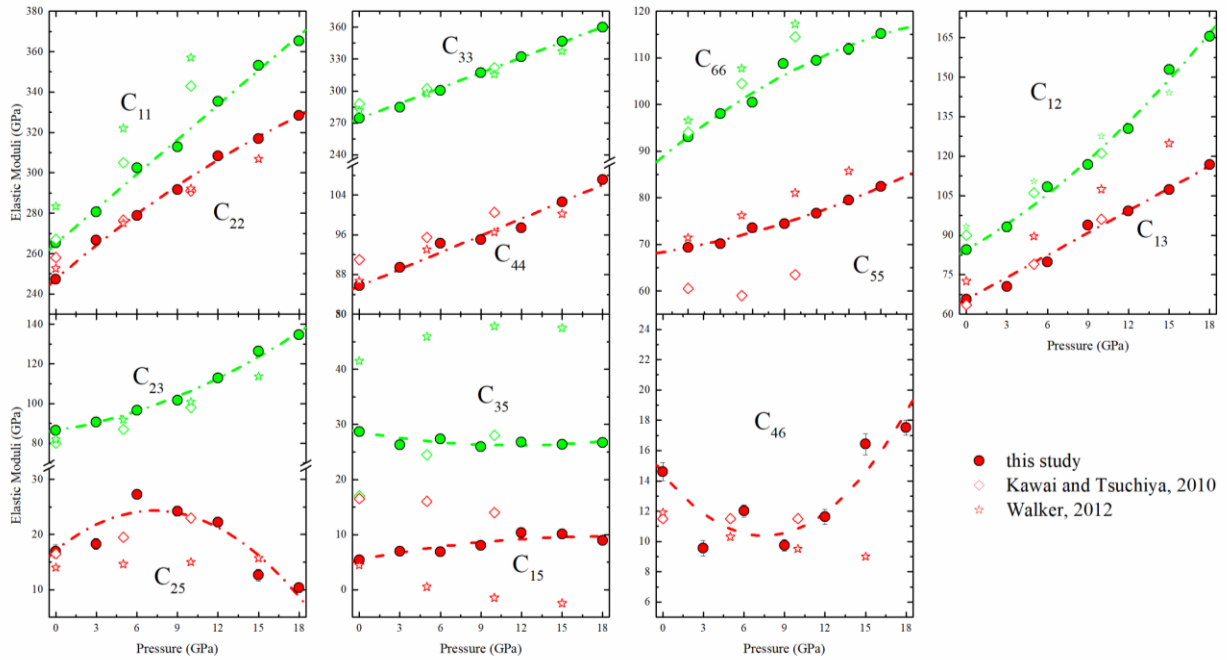 Elastic Moduli (GPa)
380
360
340
320
300
280
260
240
C11
C22
360
330
300
270
104
96
88
80
C33
C44
120
110
100
90
80
70
60
C66
C55
165
150
135
120
105
90
75
60
C12
C13
0 3 6 9 12 15 18
Pressure (GPa)
Elastic Moduli (GPa)
140
120
100
80
30
20
10
C23
C25
0 3 6 9 12 15 18
Pressure (GPa)
40
30
20
10
0
C35
C15
0 3 6 9 12 15 18
Pressure (GPa)
24
22
20
18
16
14
12
10
8
6
C46
0 3 6 9 12 15 18
Pressure (GPa)
this study
Kawai and Tsuchiya, 2010
Walker, 2012